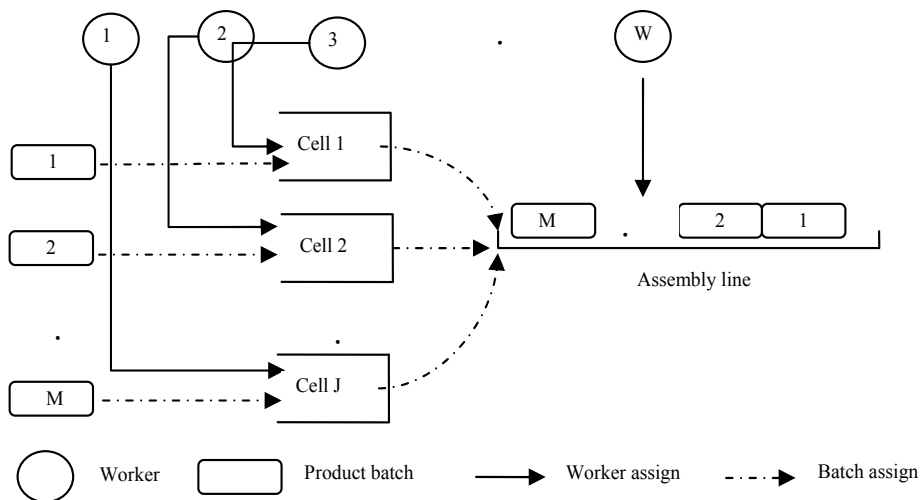 1
2
3
W
Cell 1
1
M
2
1
2
Cell 2
Assembly line
Cell J
M
Worker
Product batch
Worker assign
Batch assign